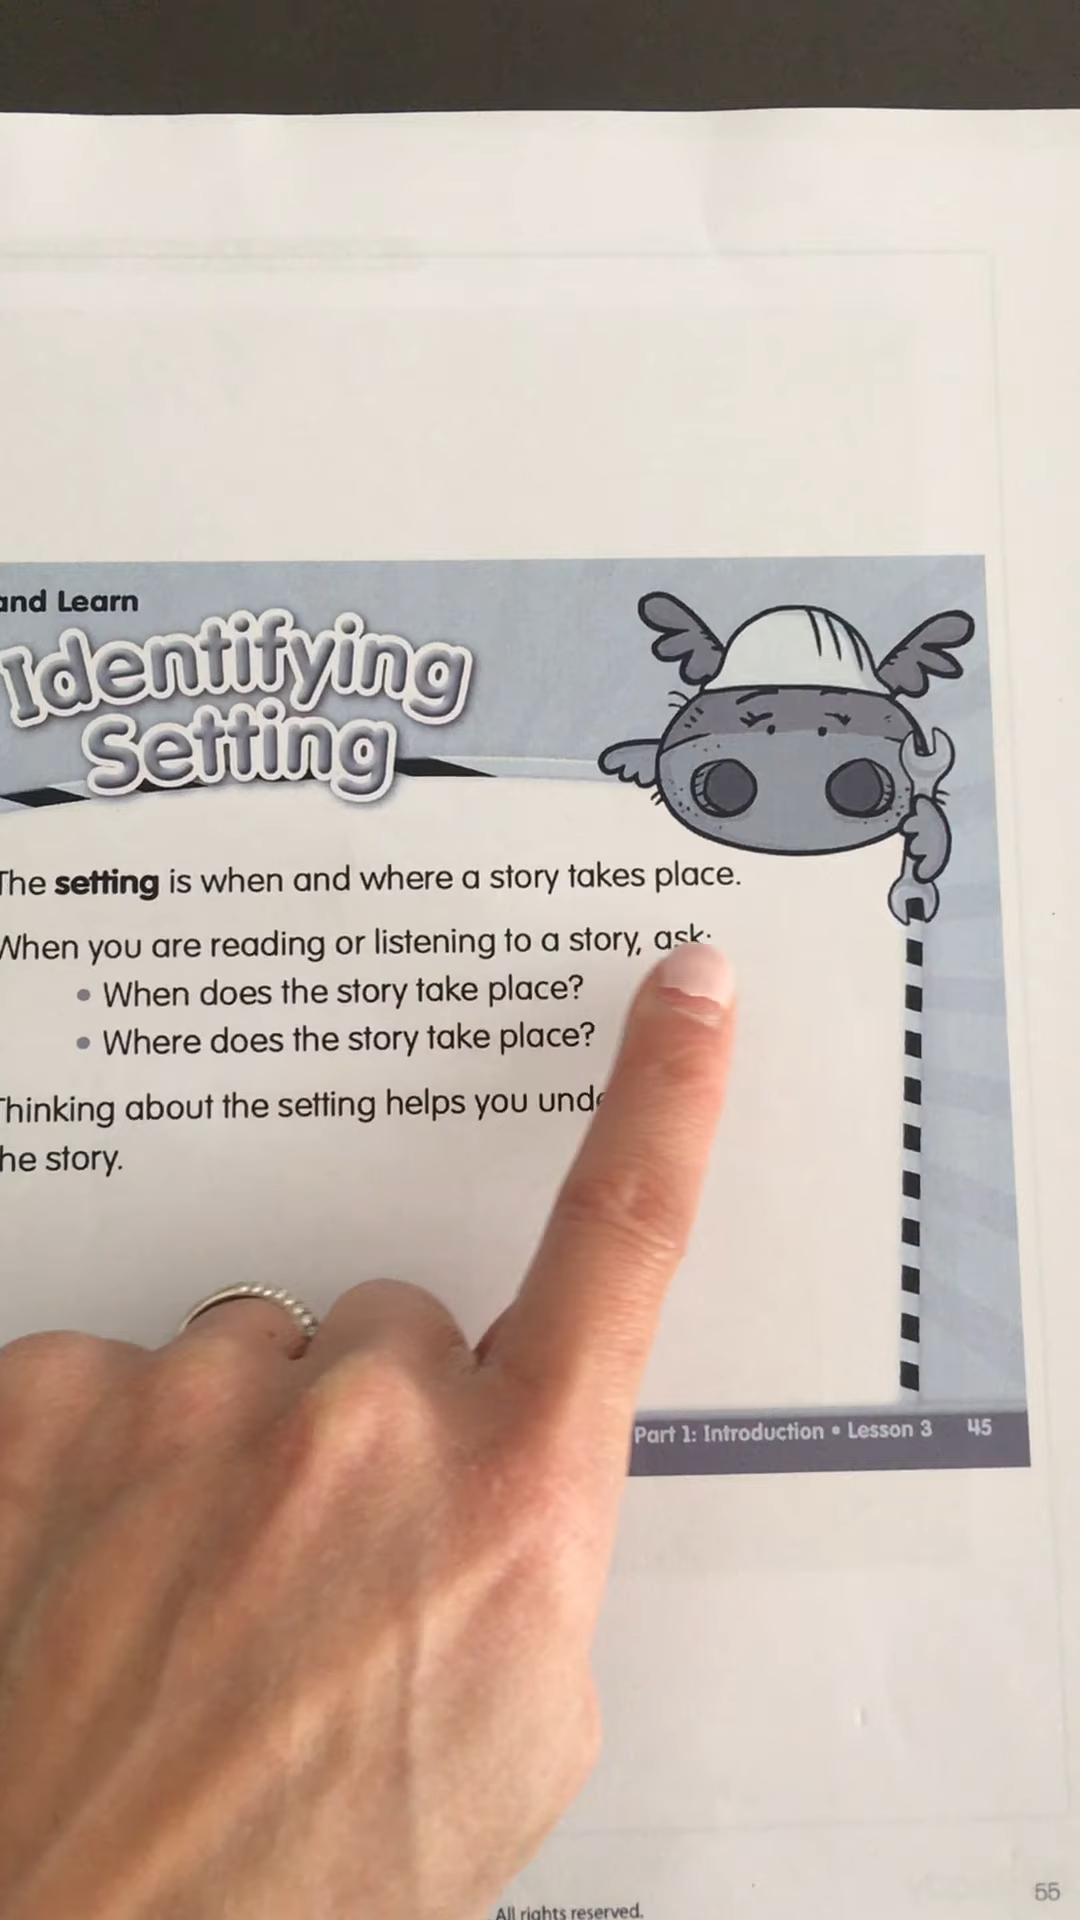 and Learn
Identifying
Setting
The setting is when and where a story takes place.
When you are reading or listening to a story, ask:
• When does the story take place?
• Where does the story take place?
Thinking about the setting helps you
he story.
Part 1: Introduction • Lesson 3 45
55
All rights reserved.